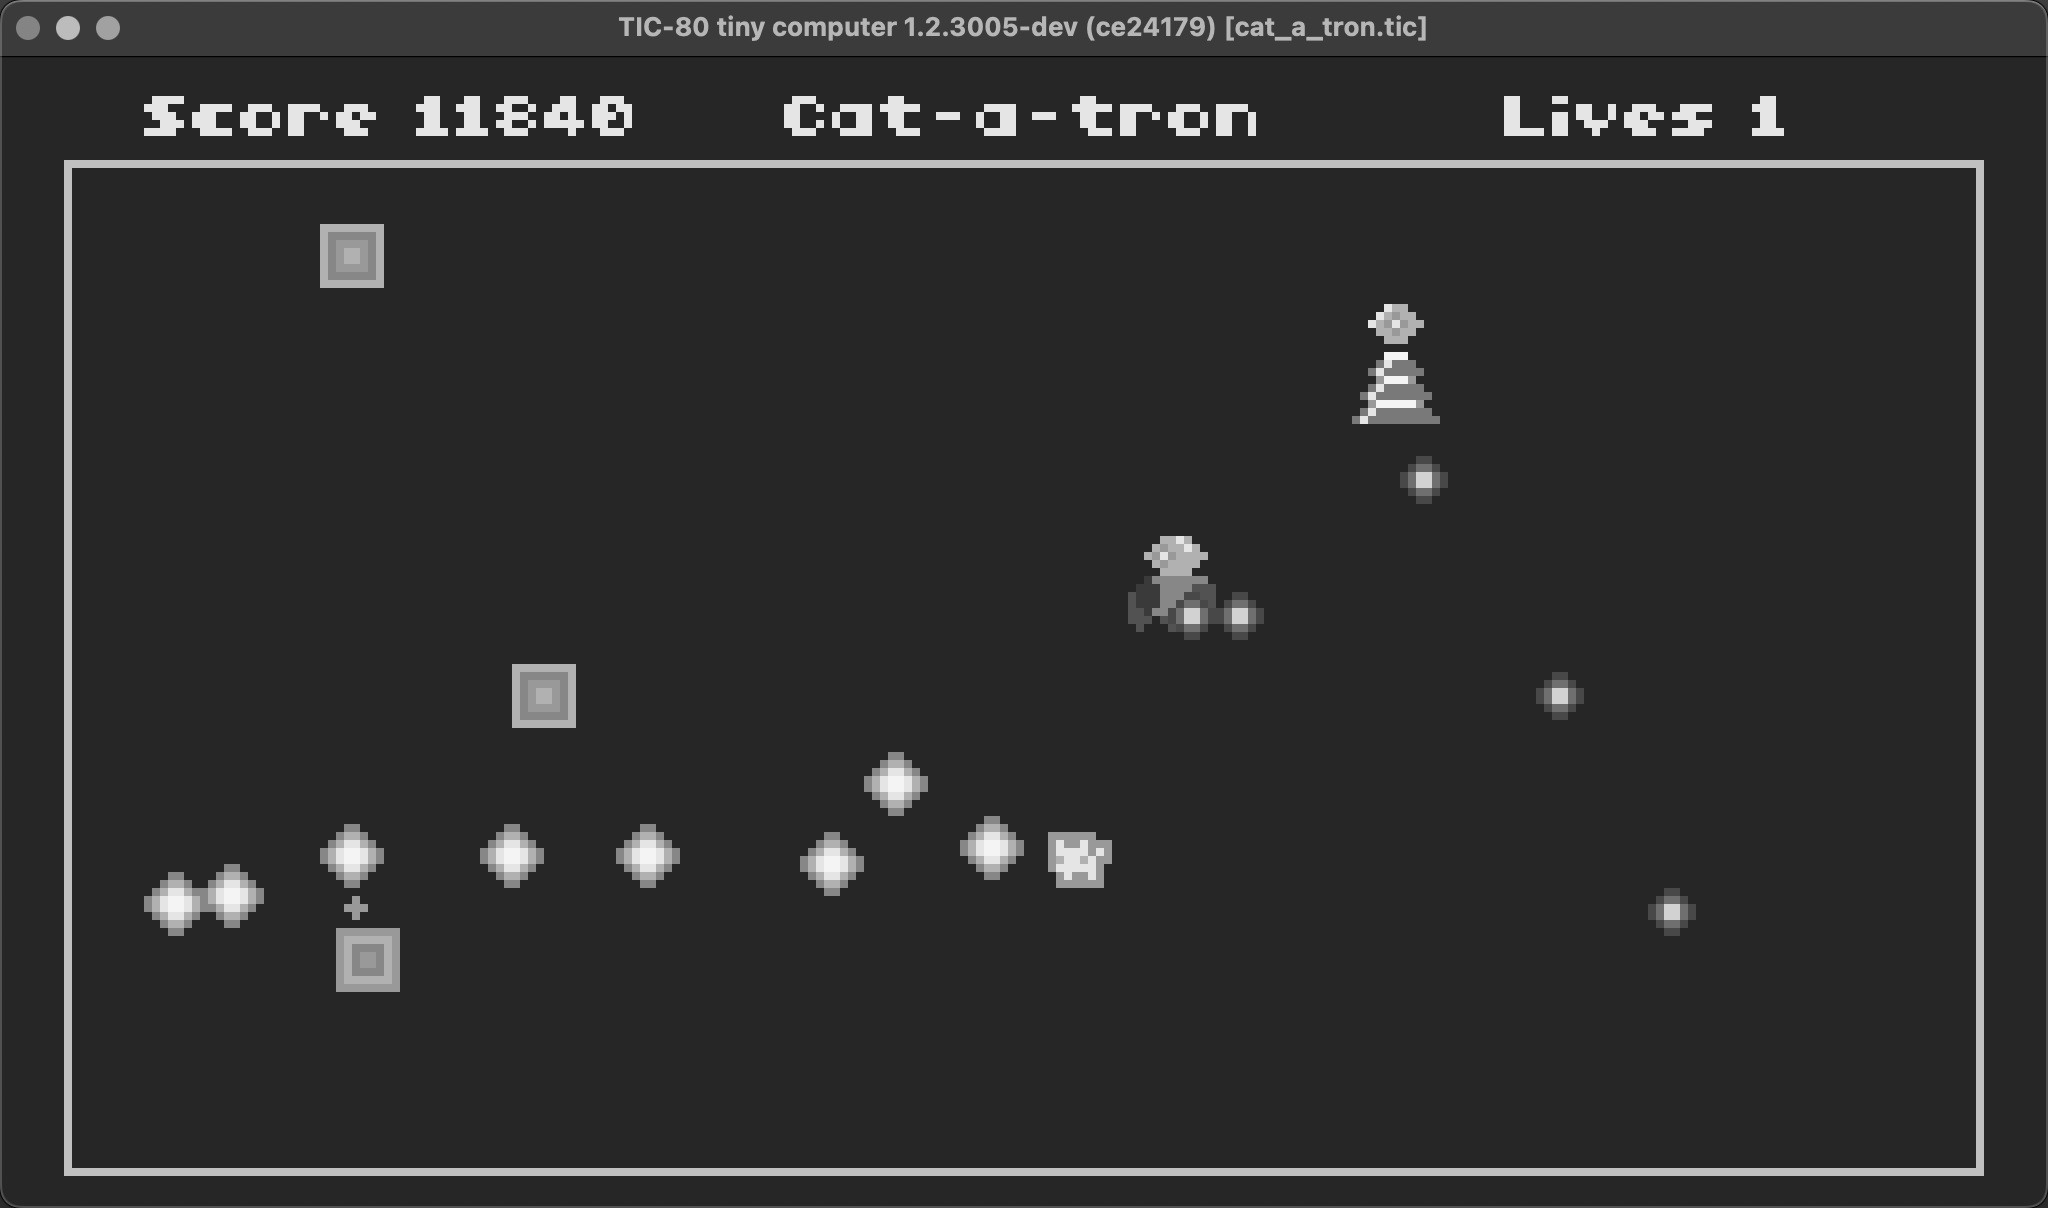 TIC-80 tiny computer 1.2.3005-dev (ce24179) [cat_a_tron.tic]
Score 11840 Cat-a-tron Lives 1